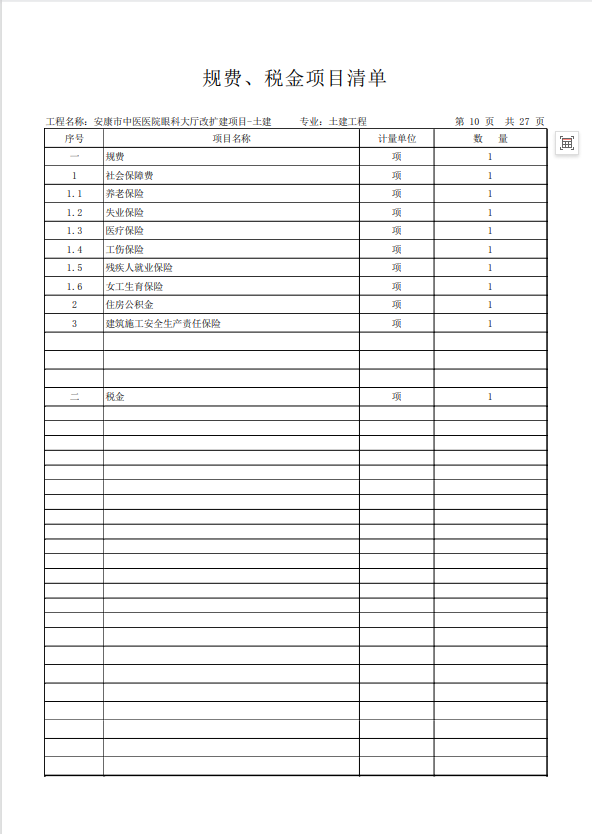 规费、税金项目清单
工程名称: 安康市中医医院眼科大厅改扩建项目-土建 专业: 土建工程 第 10 页 共 27 页
序号 项目名称 计量单位 数 量
一 规费 项 1
1 社会保障费 项 1
1.1 养老保险 项 1
1.2 失业保险 项 1
1.3 医疗保险 项 1
1.4 工伤保险 项 1
1.5 残疾人就业保险 项 1
1.6 女工生育保险 项 1
2 住房公积金 项 1
3 建筑施工安全生产责任保险 项 1
二 税金 项 1